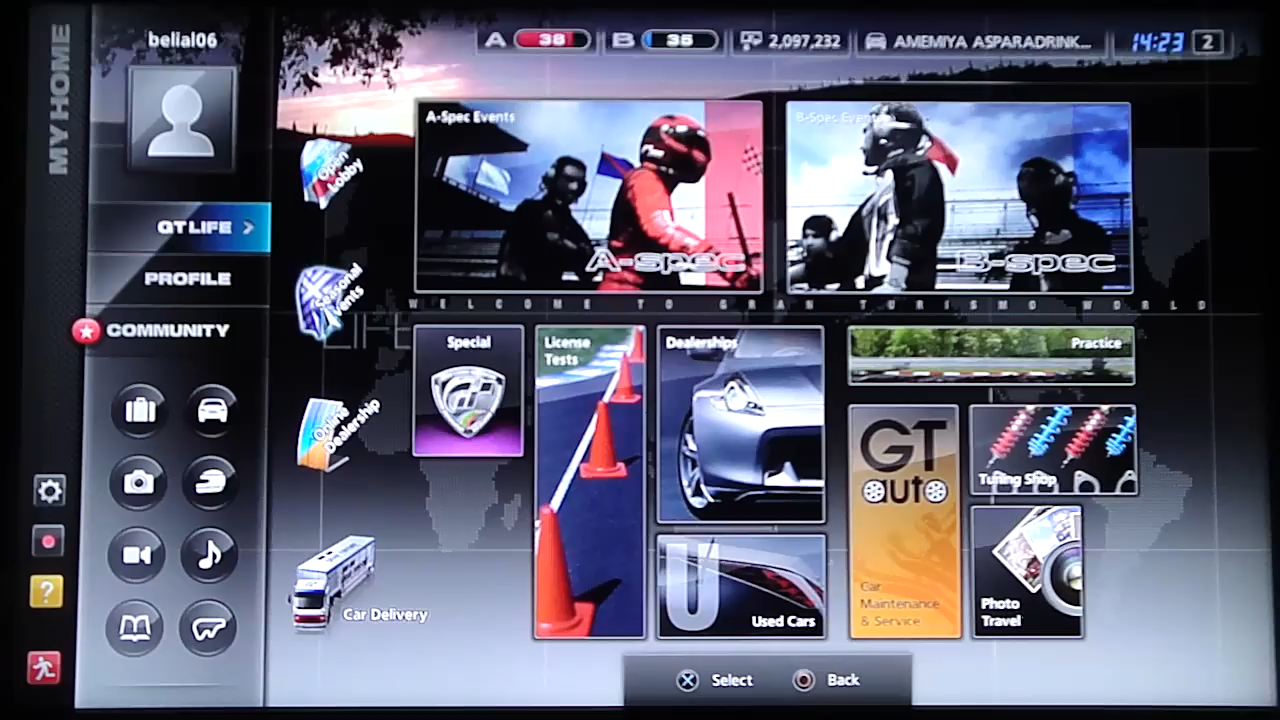 MY HOME
belial06
A 38 B 35 2,097,232 AMEMIYA ASPARADRINK... 14:23 2
GT LIFE
PROFILE
COMMUNITY
Open
Lobby
Seasonal
Events
Online
Dealership
Car Delivery
A-Spec Events
A-spec
B-Spec Events
B-spec
WELCOME TO GRAN TURISMO WORLD
LIFE
Special
GT
License
Tests
Dealerships
U
Used Cars
Practice
GT
auto
Car
Maintenance
& Service
Tuning Shop
Photo
Travel
?
Select
Back